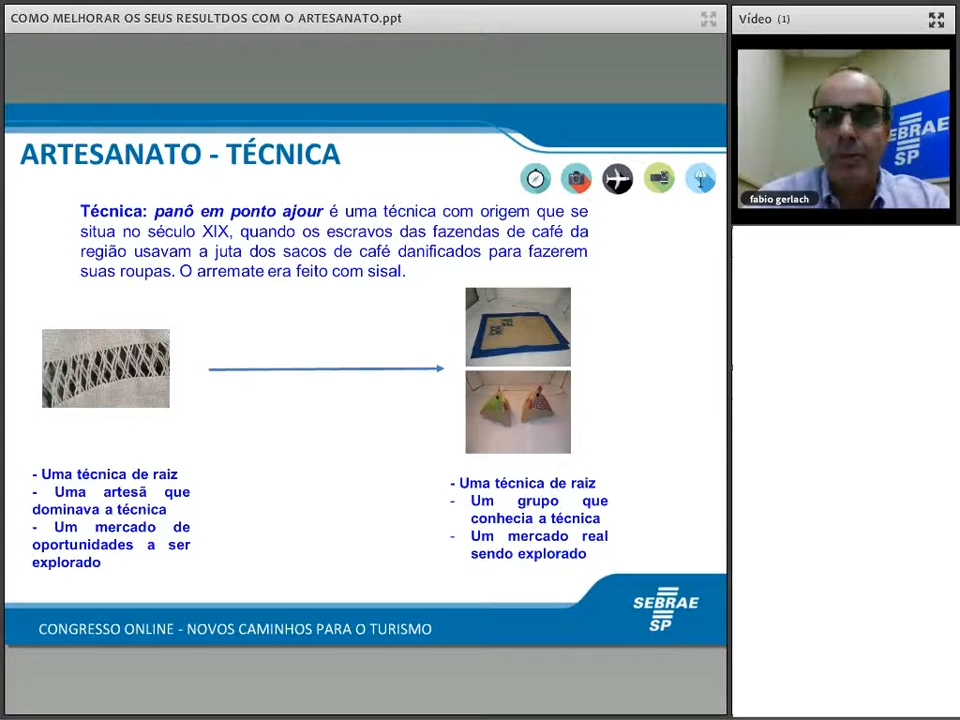 COMO MELHORAR OS SEUS RESULTDOS COM O ARTESANATO.ppt
Vídeo (1)
EBRAE
SP
fabio gerlach
ARTESANATO - TÉCNICA
Técnica: panô em ponto ajour é uma técnica com origem que se
situa no século XIX, quando os escravos das fazendas de café da
região usavam a juta dos sacos de café danificados para fazerem
suas roupas. O arremate era feito com sisal.
- Uma técnica de raiz
- Uma artesã que
dominava a técnica
- Um mercado de
oportunidades a ser
explorado
- Uma técnica de raiz
- Um grupo que
conhecia a técnica
- Um mercado real
sendo explorado
SEBRAE
SP
CONGRESSO ONLINE - NOVOS CAMINHOS PARA O TURISMO